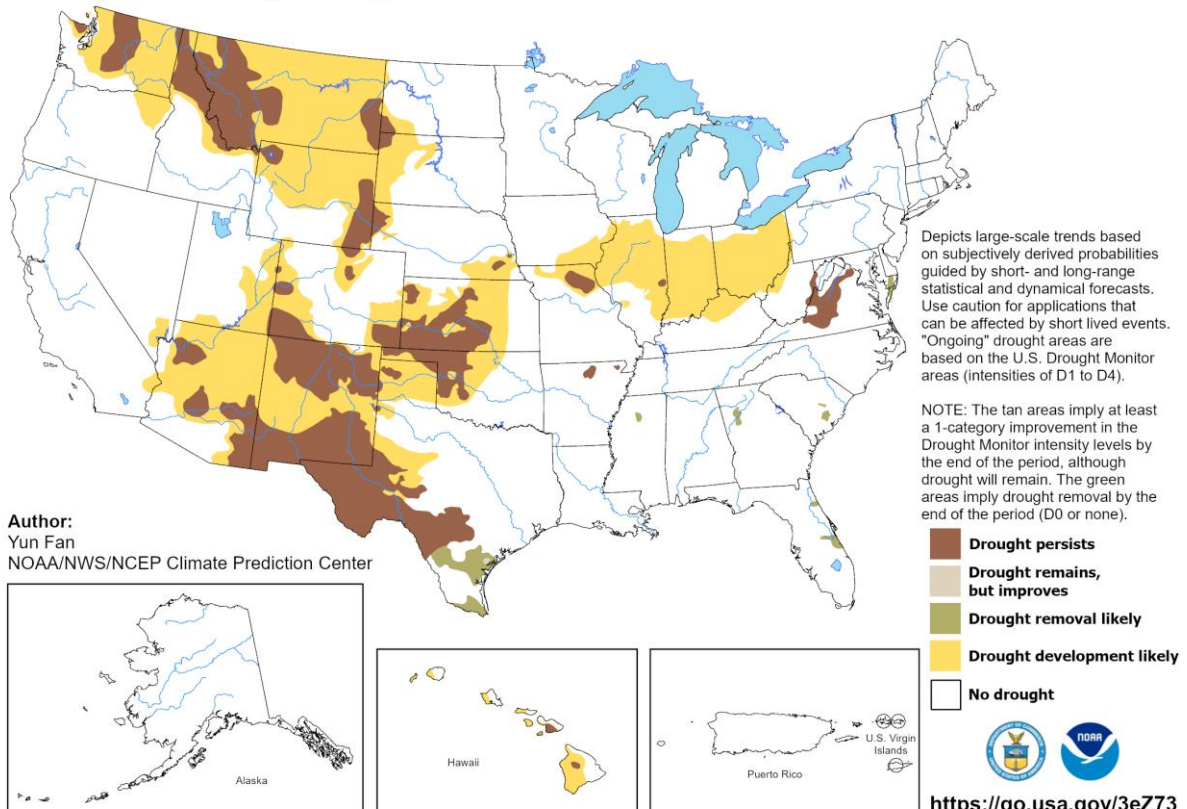 Depicts large-scale trends based
on subjectively derived probabilities
guided by short- and long-range
statistical and dynamical forecasts.
Use caution for applications that
can be affected by short lived events.
"Ongoing" drought areas are
based on the U.S. Drought Monitor
areas (intensities of D1 to D4).
NOTE: The tan areas imply at least
a 1-category improvement in the
Drought Monitor intensity levels by
the end of the period, although
drought will remain. The green
areas imply drought removal by the
end of the period (D0 or none).
Author:
Yun Fan
NOAA/NWS/NCEP Climate Prediction Center
Drought persists
Drought remains,
but improves
Drought removal likely
Drought development likely
No drought
Alaska
Hawaii
Puerto Rico
U.S. Virgin
Islands
NOAA
https://go.usa.gov/3eZ73